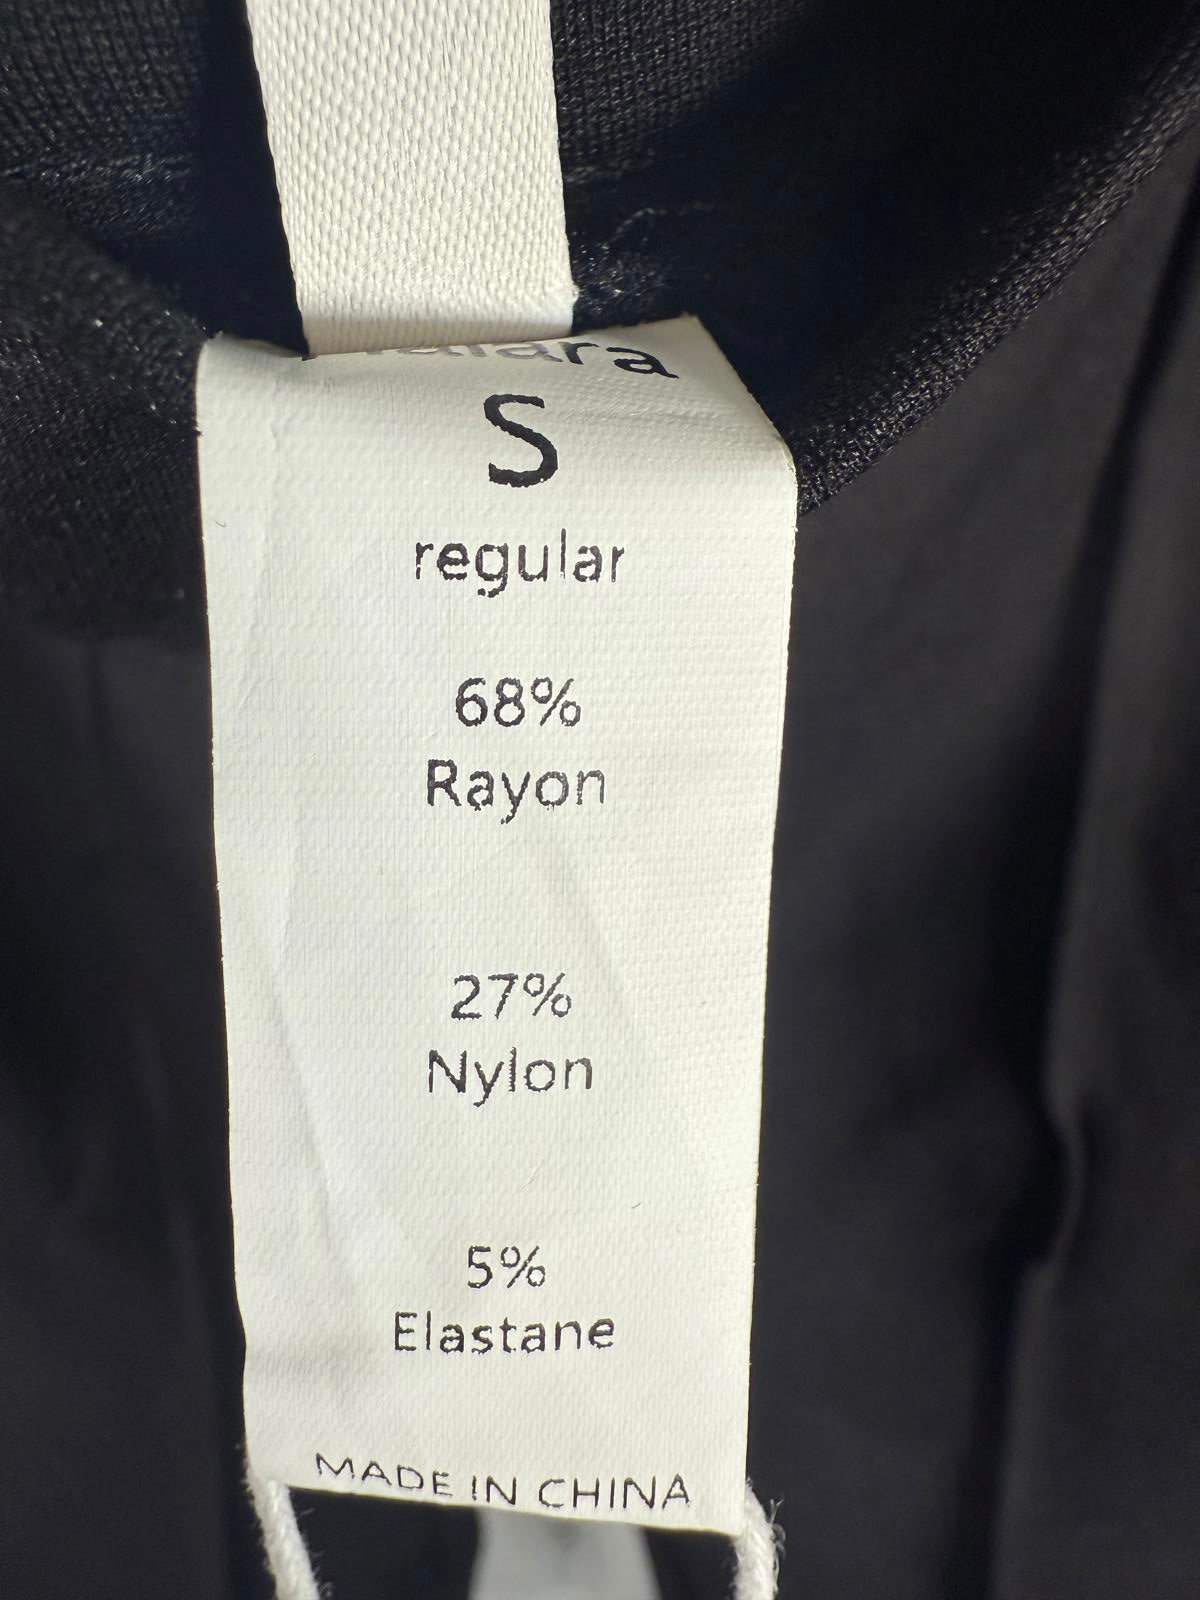 S
regular
68%
Rayon
27%
Nylon
5%
Elastane
MADE IN CHINA